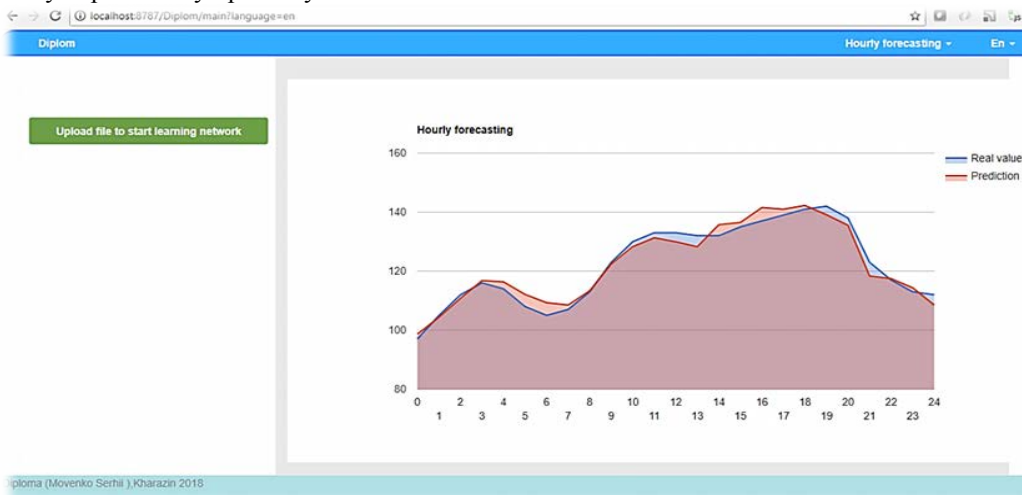 localhost:8787/Diplom/main?language=en
Diplom Hourly forecasting En
Upload file to start learning network
Hourly forecasting
160
Real value
Prediction
140
120
100
80
0 2 4 6 8 10 12 14 16 18 20 22 24
1 3 5 7 9 11 13 15 17 19 21 23
iploma (Movenko Serhii ),Kharazin 2018